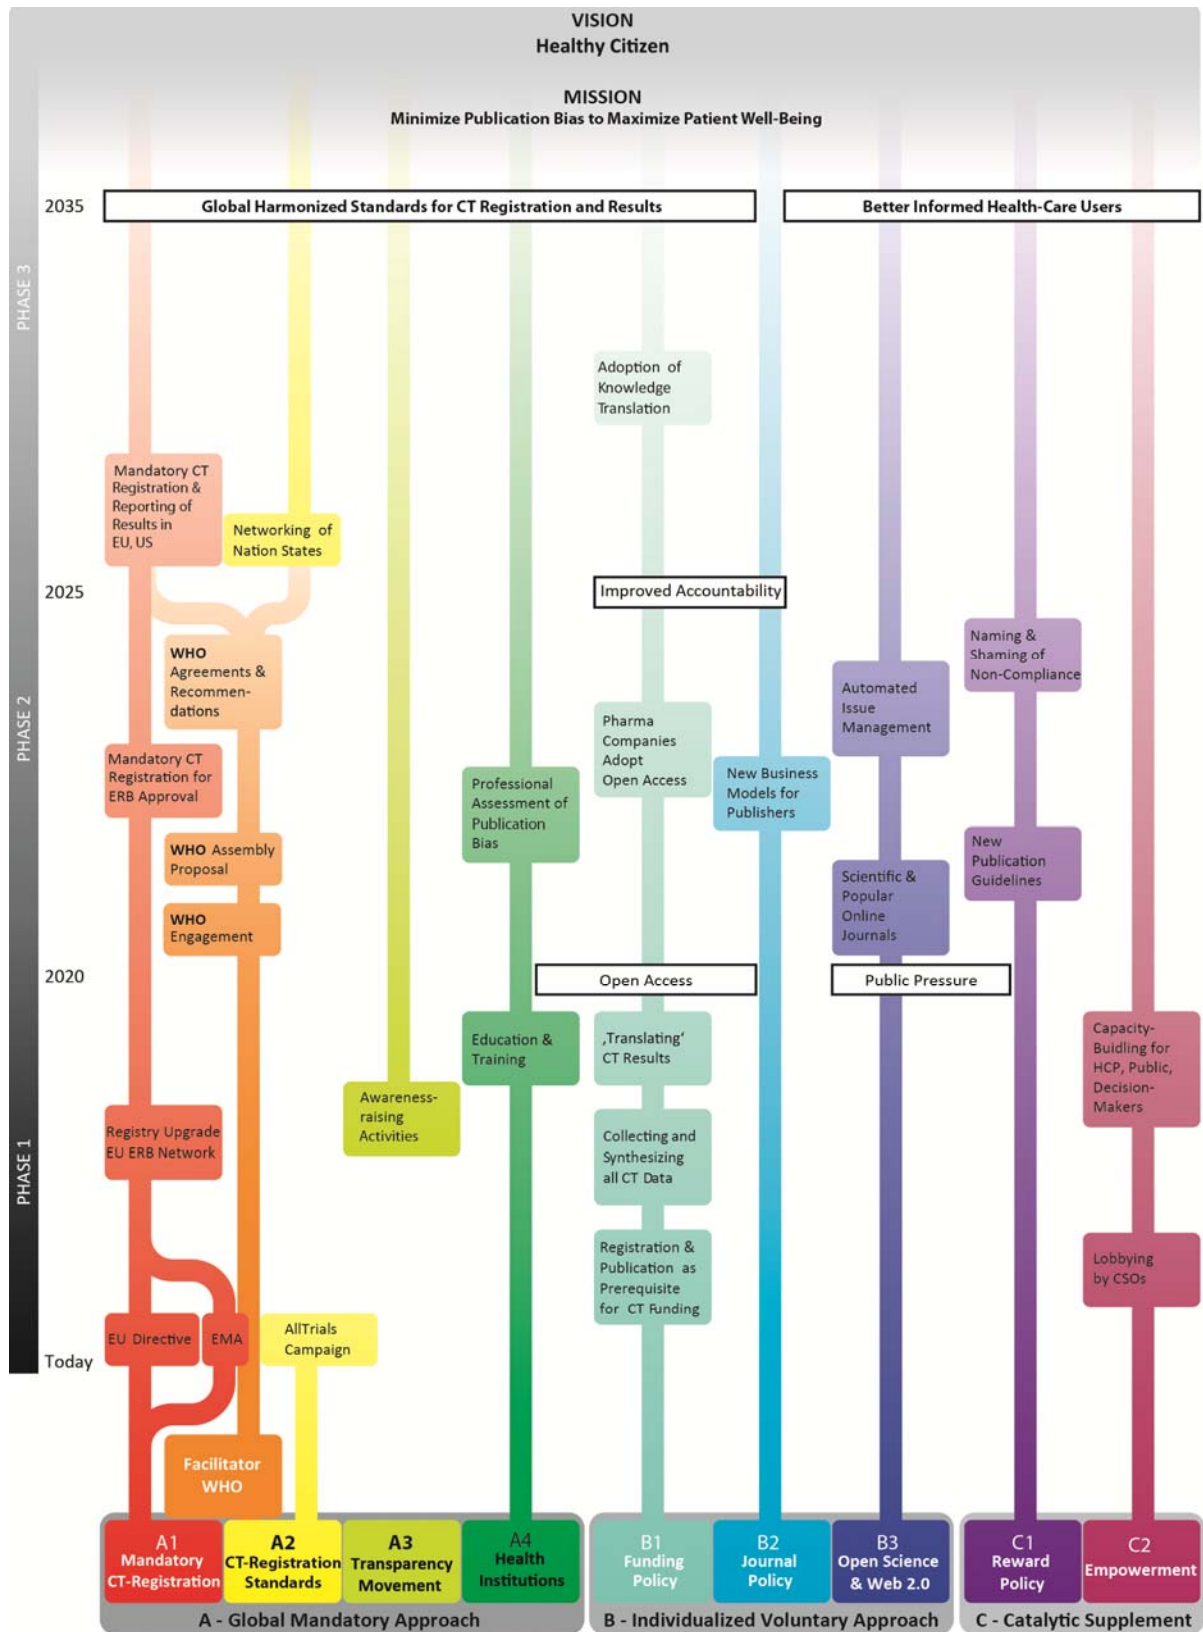 VISION
Healthy Citizen
MISSION
Minimize Publication Bias to Maximize Patient Well-Being
2035
Global Harmonized Standards for CT Registration and Results
Better Informed Health-Care Users
PHASE 3
Adoption of
Knowledge
Translation
Mandatory CT
Registration &
Reporting of
Results in
EU, US
Networking of
Nation States
2025
Improved Accountability
WHO
Agreements &
Recommen-
dations
Naming &
Shaming of
Non-Compliance
Automated
Issue
Management
PHASE 2
Pharma
Companies
Adopt
Open Access
Mandatory CT
Registration for
ERB Approval
Professional
Assessment of
Publication
Bias
New Business
Models for
Publishers
WHO Assembly
Proposal
New
Publication
Guidelines
Scientific &
Popular
Online
Journals
WHO
Engagement
2020
Open Access
Public Pressure
Education &
Training
‚Translating‘
CT Results
Capacity-
Buidling for
HCP, Public,
Decision-
Makers
Awareness-
raising
Activities
PHASE 1
Registry Upgrade
EU ERB Network
Collecting and
Synthesizing
all CT Data
Registration &
Publication as
Prerequisite
for CT Funding
Lobbying
by CSOs
EU Directive
EMA
AllTrials
Campaign
Today
Facilitator
WHO
A1
Mandatory
CT-Registration
A2
CT-Registration
Standards
A3
Transparency
Movement
A4
Health
Institutions
B1
Funding
Policy
B2
Journal
Policy
B3
Open Science
& Web 2.0
C1
Reward
Policy
C2
Empowerment
A - Global Mandatory Approach
B - Individualized Voluntary Approach
C - Catalytic Supplement